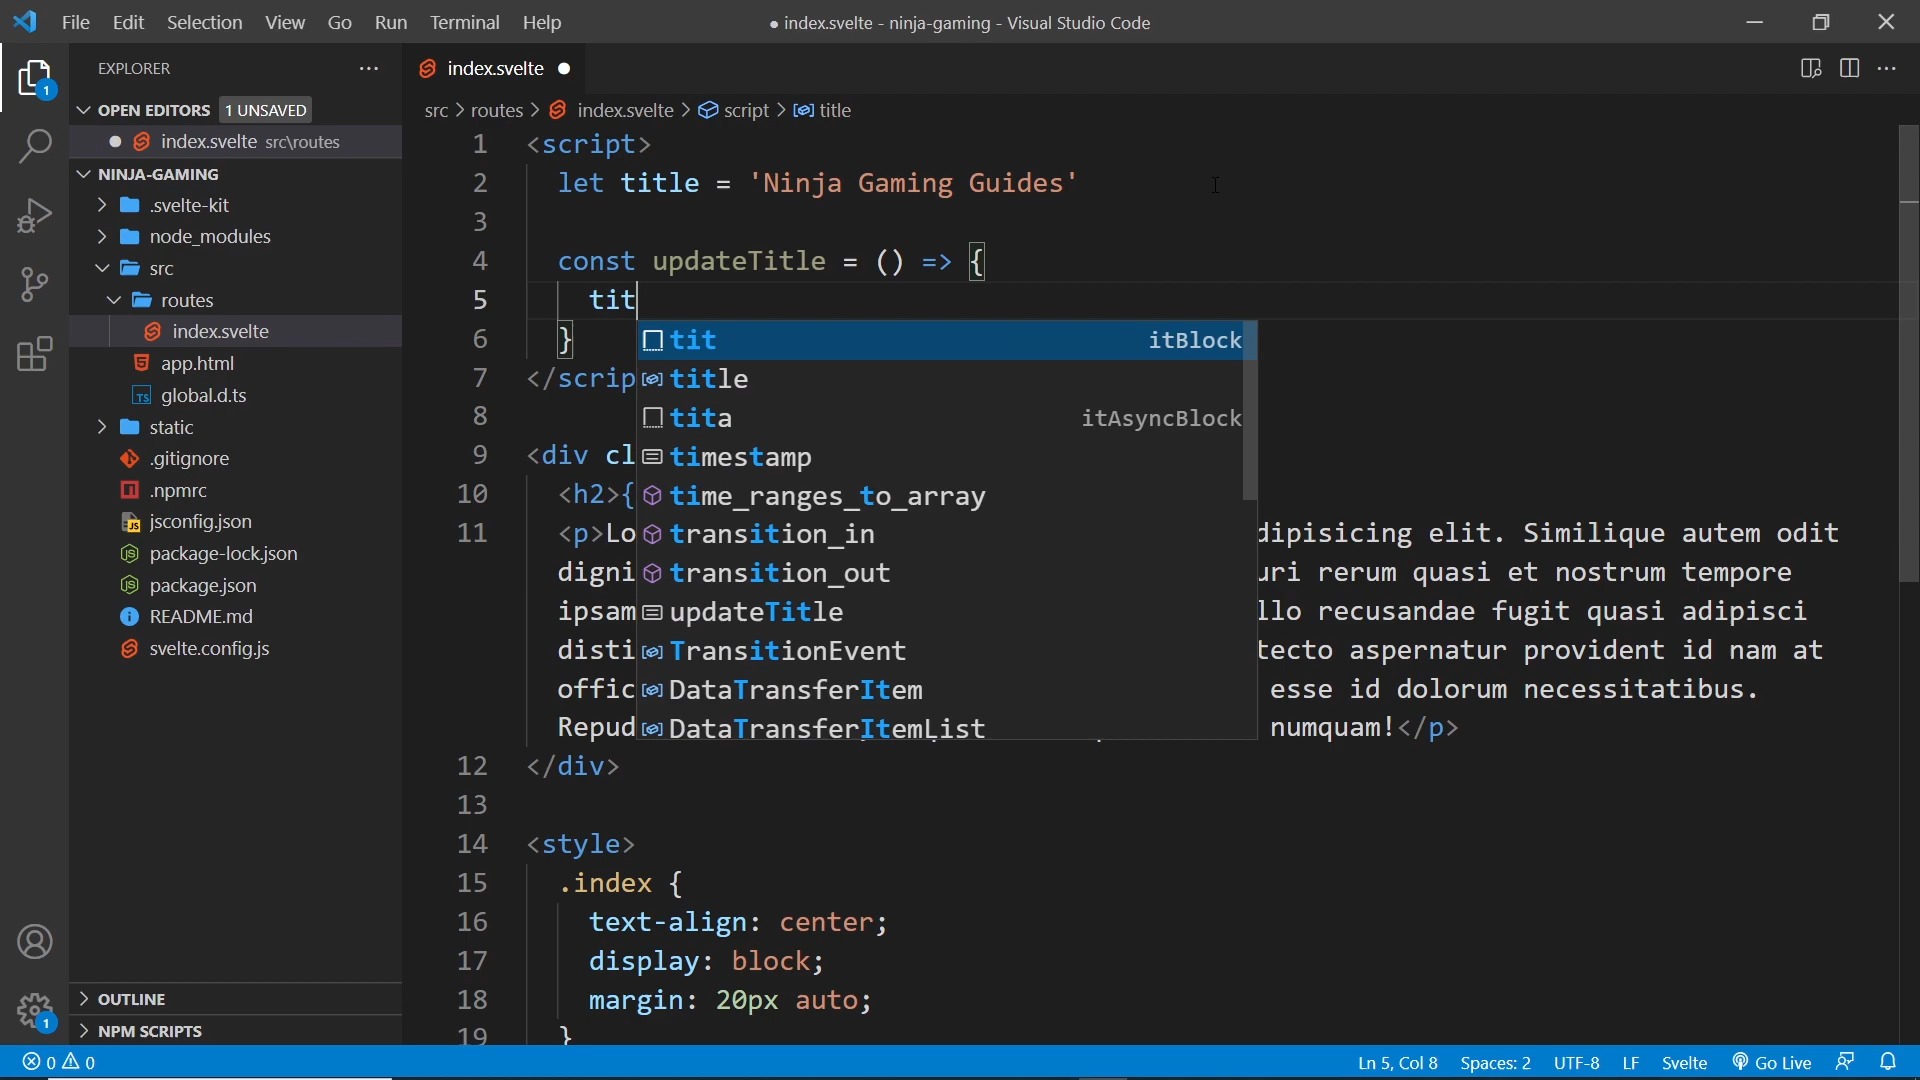 File Edit Selection View Go Run Terminal Help
● index.svelte - ninja-gaming - Visual Studio Code
EXPLORER
OPEN EDITORS 1 UNSAVED
index.svelte src\routes
NINJA-GAMING
.svelte-kit
node_modules
src
routes
index.svelte
app.html
TS global.d.ts
static
.gitignore
.npmrc
JS jsconfig.json
package-lock.json
package.json
README.md
svelte.config.js
OUTLINE
NPM SCRIPTS
1
1
index.svelte
src > routes > index.svelte > script > title
1 <script>
2 let title = 'Ninja Gaming Guides'
3
4 const updateTitle = () => {
5 tit
6 }
7 </scrip
8
9 <div cl
10 <h2>{
11 <p>Lo dipisicing elit. Similique autem odit
digni uri rerum quasi et nostrum tempore
ipsam llo recusandae fugit quasi adipisci
disti tecto aspernatur provident id nam at
offic esse id dolorum necessitatibus.
Repud numquam!</p>
12 </div>
13
14 <style>
15 .index {
16 text-align: center;
17 display: block;
18 margin: 20px auto;
19 }
tit itBlock
title
tita itAsyncBlock
timestamp
time_ranges_to_array
transition_in
transition_out
updateTitle
TransitionEvent
DataTransferItem
DataTransferItemList
0 0
Ln 5, Col 8 Spaces: 2 UTF-8 LF Svelte Go Live